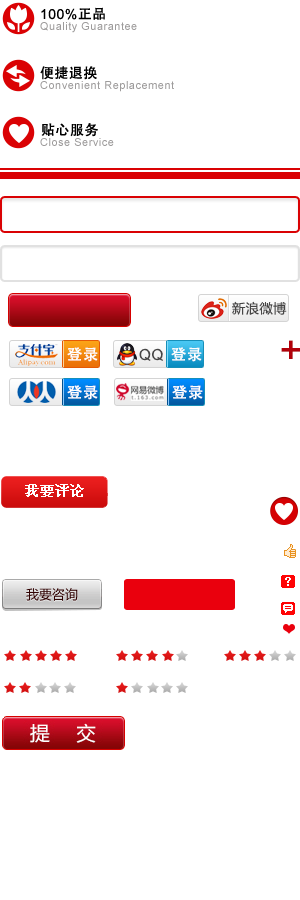 100%正品
Quality Guarantee
便捷退换
Convenient Replacement
贴心服务
Close Service
新浪微博
支付宝 登录
Alipay.com
QQ 登录
登录
网易微博 登录
t.163.com
我要评论
?
我要咨询
提 交